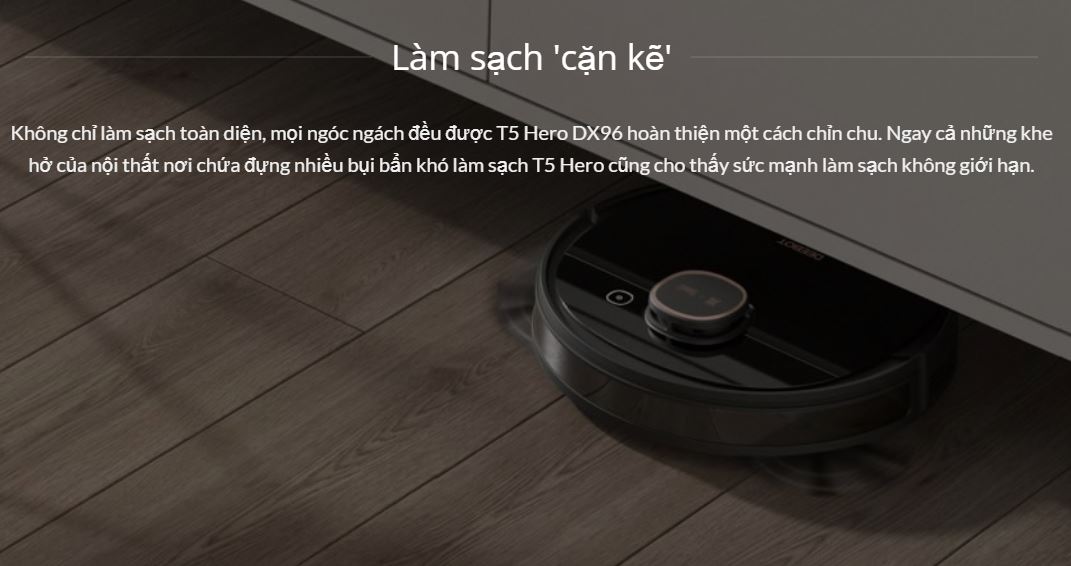 Làm sạch 'cặn kẽ'
Không chỉ làm sạch toàn diện, mọi ngóc ngách đều được T5 Hero DX96 hoàn thiện một cách chỉn chu. Ngay cả những khe
hở của nội thất nơi chứa đựng nhiều bụi bẩn khó làm sạch T5 Hero cũng cho thấy sức mạnh làm sạch không giới hạn.
DEEBOT